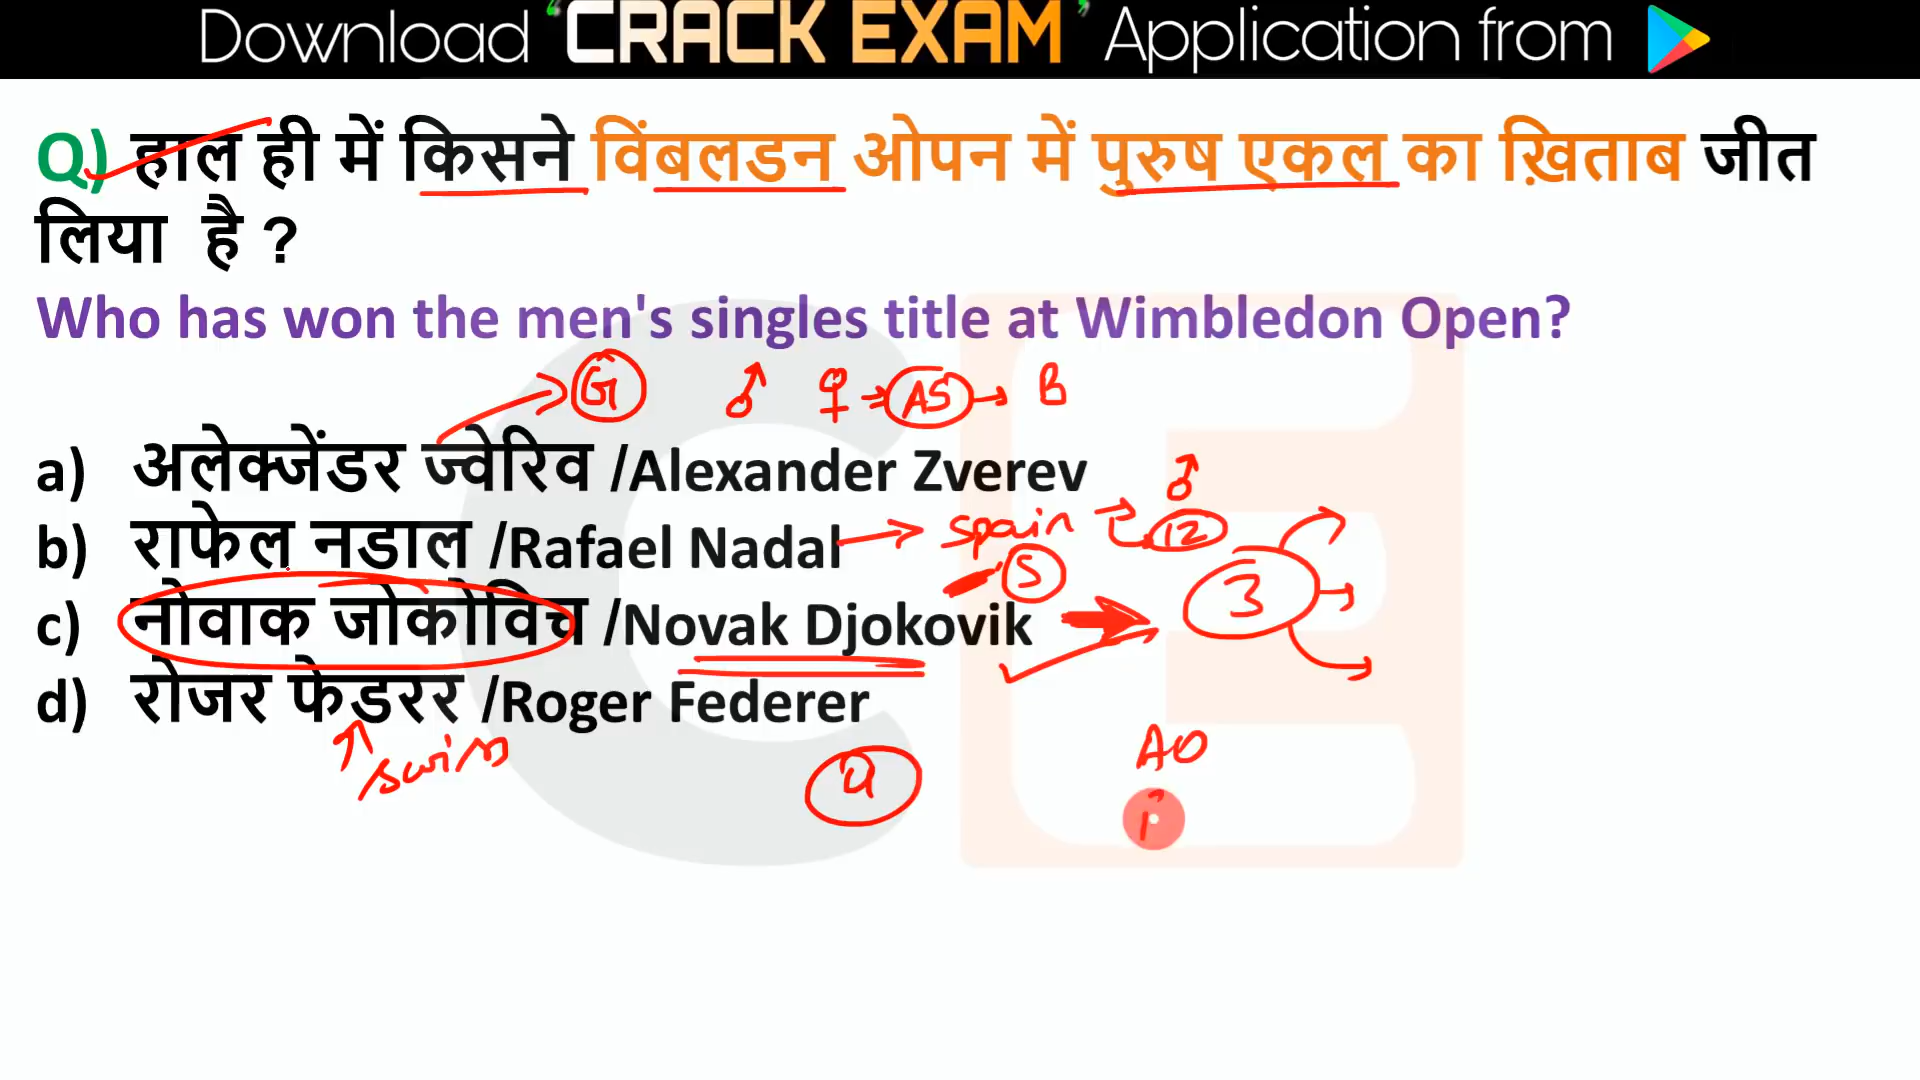 Download 'CRACK EXAM' Application from
Q) हाल ही में किसने विंबलडन ओपन में पुरुष एकल का ख़िताब जीत
लिया है ?
Who has won the men's singles title at Wimbledon Open?
G ♂ ♀ → AS → B
a) अलेक्जेंडर ज्वेरिव /Alexander Zverev
♂
b) राफेल नडाल /Rafael Nadal → spain → 12
S
c) नोवाक जोकोविच /Novak Djokovik 3
d) रोजर फेडरर /Roger Federer
swiss
AO